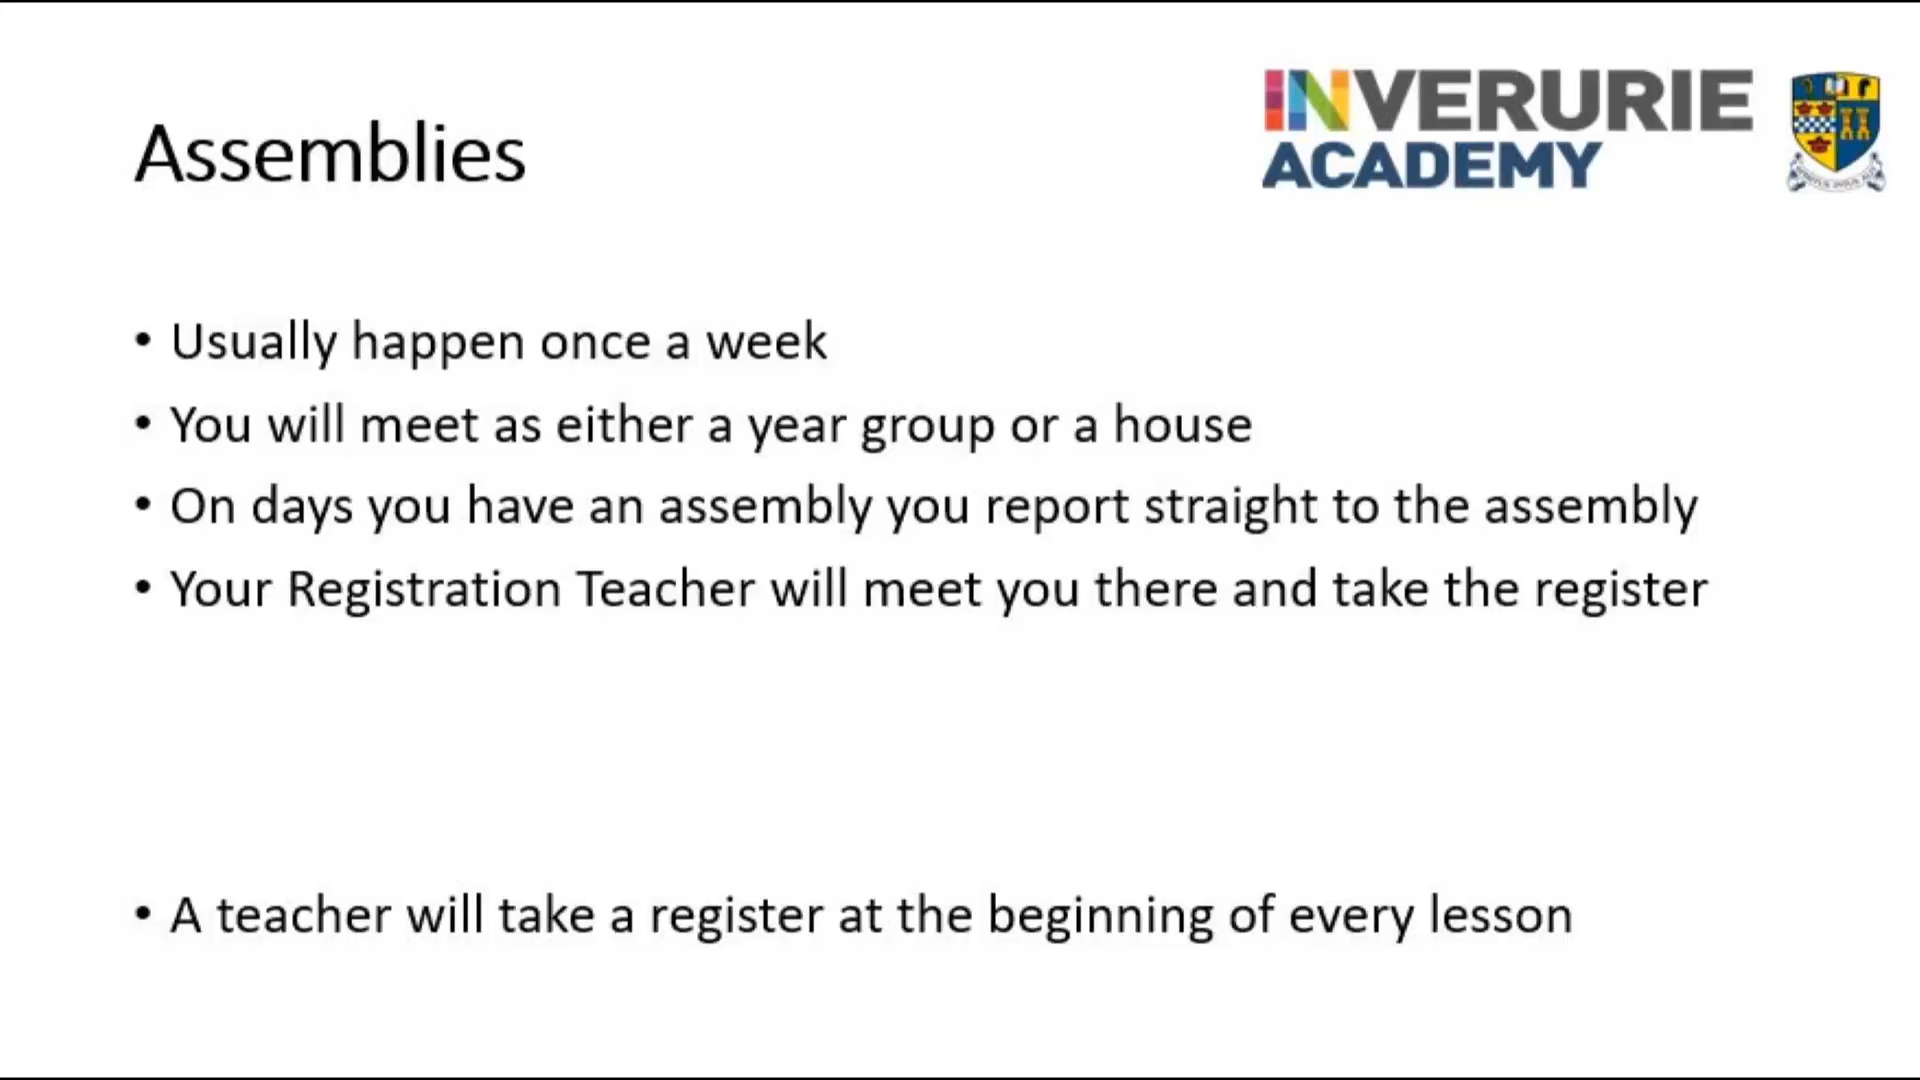 INVERURIE
ACADEMY
Assemblies
• Usually happen once a week
• You will meet as either a year group or a house
• On days you have an assembly you report straight to the assembly
• Your Registration Teacher will meet you there and take the register
• A teacher will take a register at the beginning of every lesson